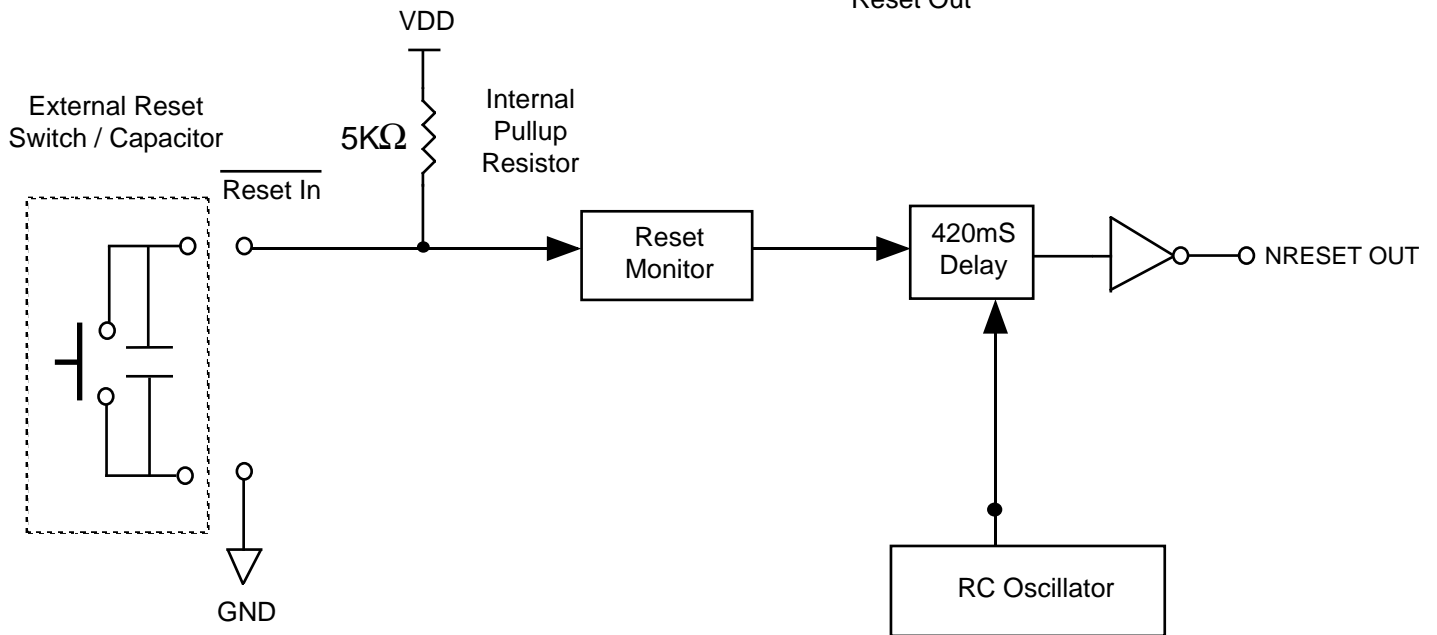 Reset Out
VDD
External Reset
Switch / Capacitor
5KΩ
Internal
Pullup
Resistor
Reset In
Reset
Monitor
420mS
Delay
NRESET OUT
RC Oscillator
GND